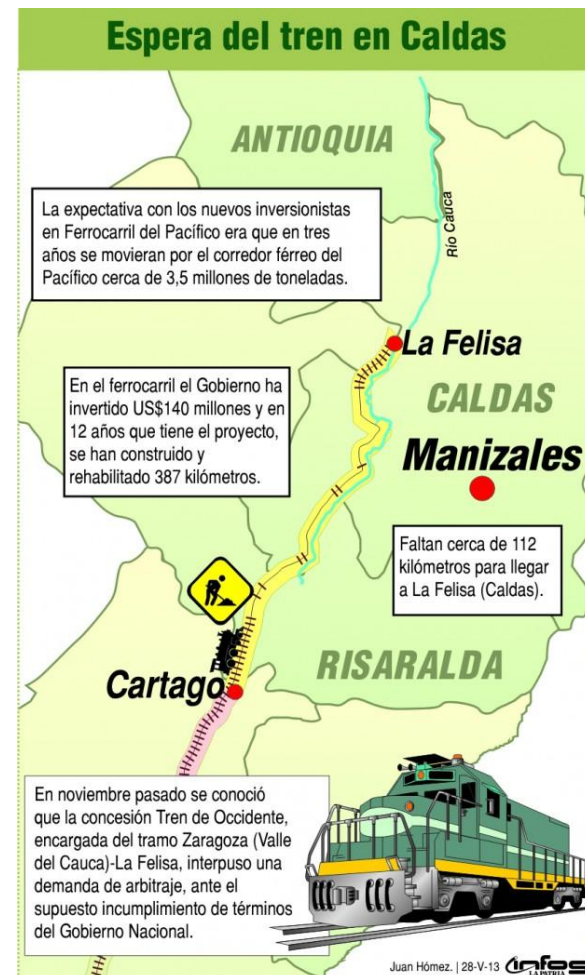 Espera del tren en Caldas
ANTIOQUIA
La expectativa con los nuevos inversionistas
en Ferrocarril del Pacífico era que en tres
años se movieran por el corredor férreo del
Pacífico cerca de 3,5 millones de toneladas.
Río Cauca
La Felisa
En el ferrocarril el Gobierno ha
invertido US$140 millones y en
12 años que tiene el proyecto,
se han construido y
rehabilitado 387 kilómetros.
CALDAS
Manizales
Faltan cerca de 112
kilómetros para llegar
a La Felisa (Caldas).
RISARALDA
Cartago
En noviembre pasado se conoció
que la concesión Tren de Occidente,
encargada del tramo Zaragoza (Valle
del Cauca)-La Felisa, interpuso una
demanda de arbitraje, ante el
supuesto incumplimiento de términos
del Gobierno Nacional.
Juan Hómez. | 28-V-13
infog
LA PATRIA